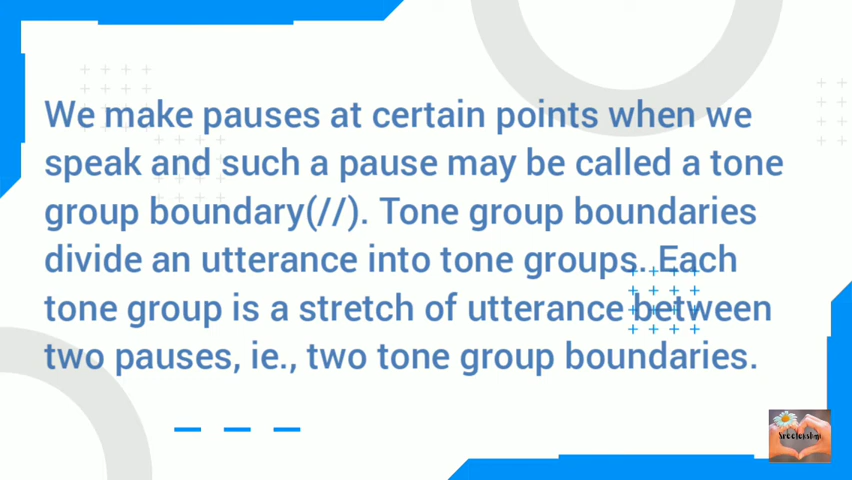 We make pauses at certain points when we
speak and such a pause may be called a tone
group boundary(//). Tone group boundaries
divide an utterance into tone groups. Each
tone group is a stretch of utterance between
two pauses, ie., two tone group boundaries.
Sreelekshmi